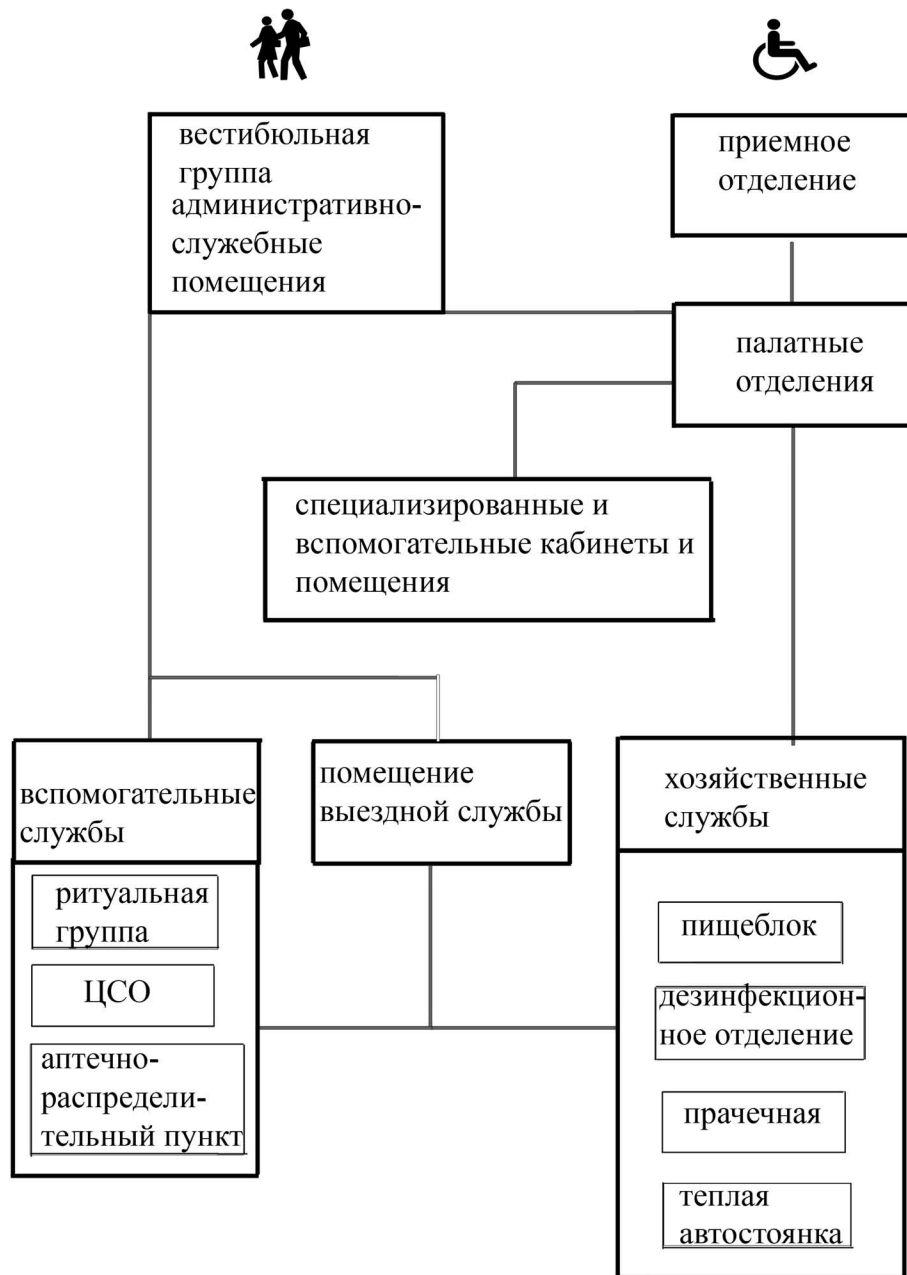 вестибюльная
группа
административно-
служебные
помещения
приемное
отделение
палатные
отделения
специализированные и
вспомогательные кабинеты и
помещения
вспомогательные
службы
ритуальная
группа
ЦСО
аптечно-
распредели-
тельный пункт
помещение
выездной службы
хозяйственные
службы
пищеблок
дезинфекцион-
ное отделение
прачечная
теплая
автостоянка